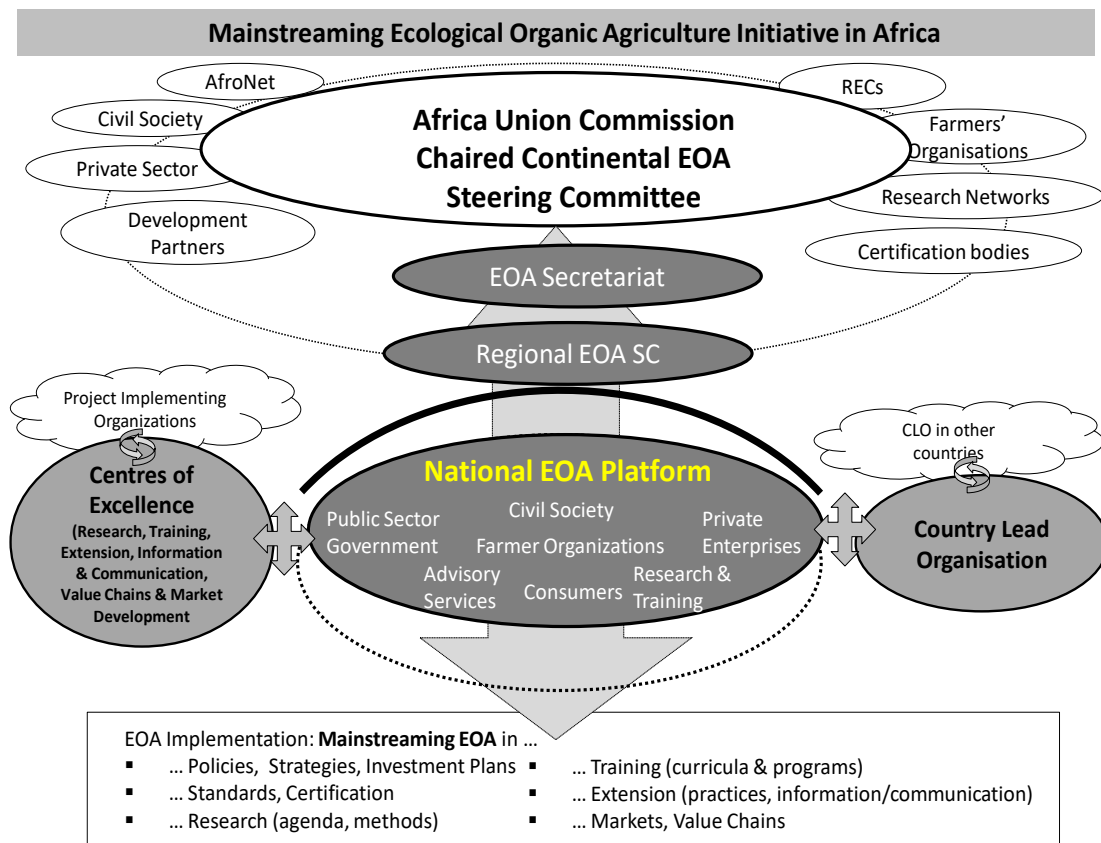 Mainstreaming Ecological Organic Agriculture Initiative in Africa
AfroNet
Civil Society
Private Sector
Development
Partners
Africa Union Commission
Chaired Continental EOA
Steering Committee
RECs
Farmers'
Organisations
Research Networks
Certification bodies
EOA Secretariat
Regional EOA SC
Project Implementing
Organizations
Centres of
Excellence
(Research, Training,
Extension, Information
& Communication,
Value Chains & Market
Development
National EOA Platform
Public Sector
Government
Civil Society
Farmer Organizations
Private
Enterprises
Advisory
Services
Consumers
Research &
Training
CLO in other
countries
Country Lead
Organisation
EOA Implementation: Mainstreaming EOA in ...
▪ ... Policies, Strategies, Investment Plans
▪ ... Standards, Certification
▪ ... Research (agenda, methods)
▪ ... Training (curricula & programs)
▪ ... Extension (practices, information/communication)
▪ ... Markets, Value Chains